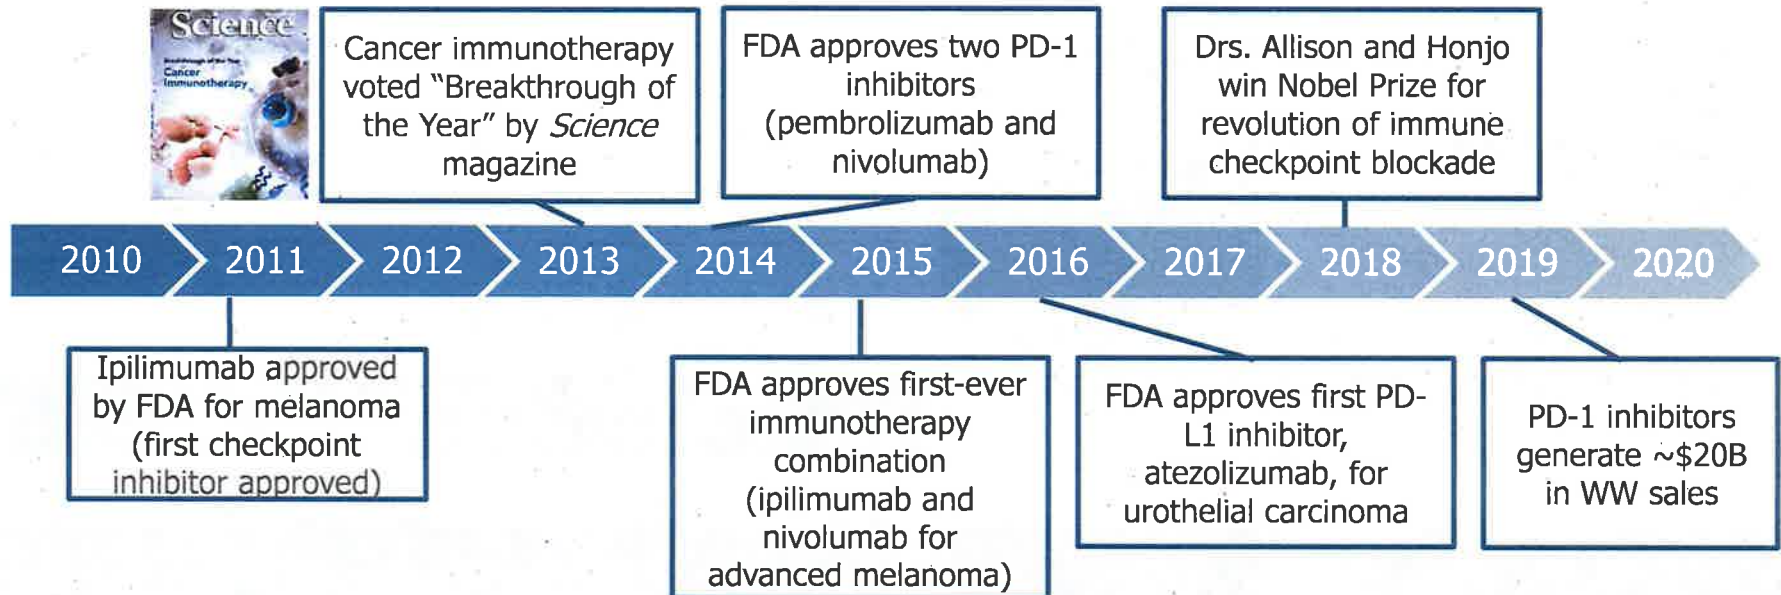 Science
Breakthrough of the Year
Cancer
Immunotherapy
Cancer immunotherapy
voted "Breakthrough of
the Year" by Science
magazine
FDA approves two PD-1
inhibitors
(pembrolizumab and
nivolumab)
Drs. Allison and Honjo
win Nobel Prize for
revolution of immune
checkpoint blockade
2010
2011
2012
2013
2014
2015
2016
2017
2018
2019
2020
Ipilimumab approved
by FDA for melanoma
(first checkpoint
inhibitor approved)
FDA approves first-ever
immunotherapy
combination
(ipilimumab and
nivolumab for
advanced melanoma)
FDA approves first PD-
L1 inhibitor,
atezolizumab, for
urothelial carcinoma
PD-1 inhibitors
generate ~$20B
in WW sales